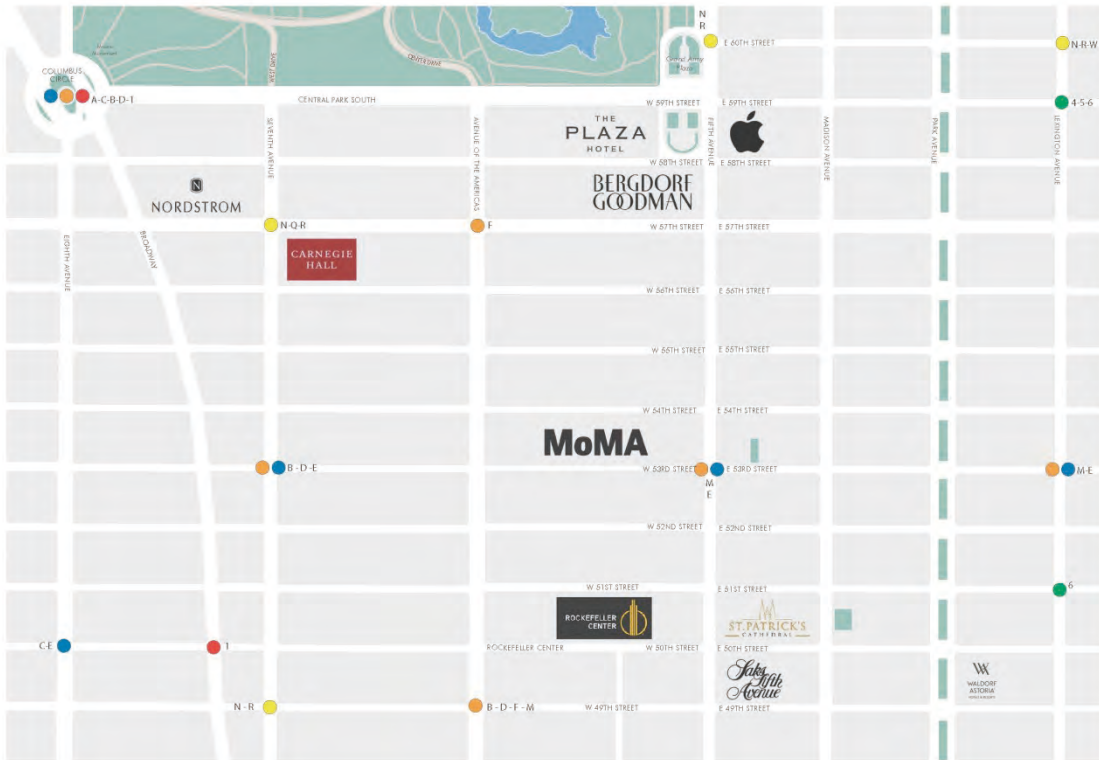 N
R
E 60TH STREET
N-R-W
CENTER DRIVE
WEST DRIVE
COLUMBUS
CIRCLE
A-C-B-D-1
CENTRAL PARK SOUTH
W 59TH STREET
E 59TH STREET
4-5-6
SEVENTH AVENUE
AVENUE OF THE AMERICAS
THE
PLAZA
HOTEL
FIFTH AVENUE
MADISON AVENUE
PARK AVENUE
LEXINGTON AVENUE
W 58TH STREET
E 58TH STREET
N
NORDSTROM
BERGDORF
GOODMAN
N-Q-R
F
W 57TH STREET
E 57TH STREET
EIGHTH AVENUE
BROADWAY
CARNEGIE
HALL
W 56TH STREET
E 56TH STREET
W 55TH STREET
E 55TH STREET
W 54TH STREET
E 54TH STREET
MoMA
B-D-E
W 53RD STREET
E 53RD STREET
M
E
M-E
W 52ND STREET
E 52ND STREET
W 51ST STREET
E 51ST STREET
6
ROCKEFELLER
CENTER
ST. PATRICK'S
CATHEDRAL
C-E
1
ROCKEFELLER CENTER
W 50TH STREET
E 50TH STREET
Saks
Fifth
Avenue
WALDORF
ASTORIA
N-R
B-D-F-M
W 49TH STREET
E 49TH STREET